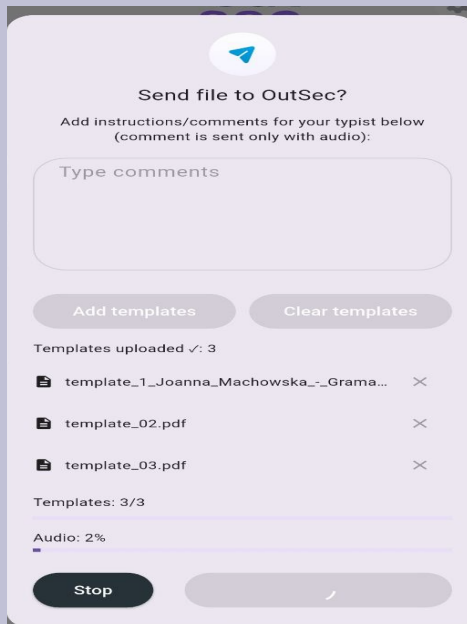 Send file to OutSec?
Add instructions/comments for your typist below
(comment is sent only with audio):
Type comments
Add templates
Clear templates
Templates uploaded ✓: 3
template_1_Joanna_Machowska_-_Grama...
template_02.pdf
template_03.pdf
Templates: 3/3
Audio: 2%
Stop